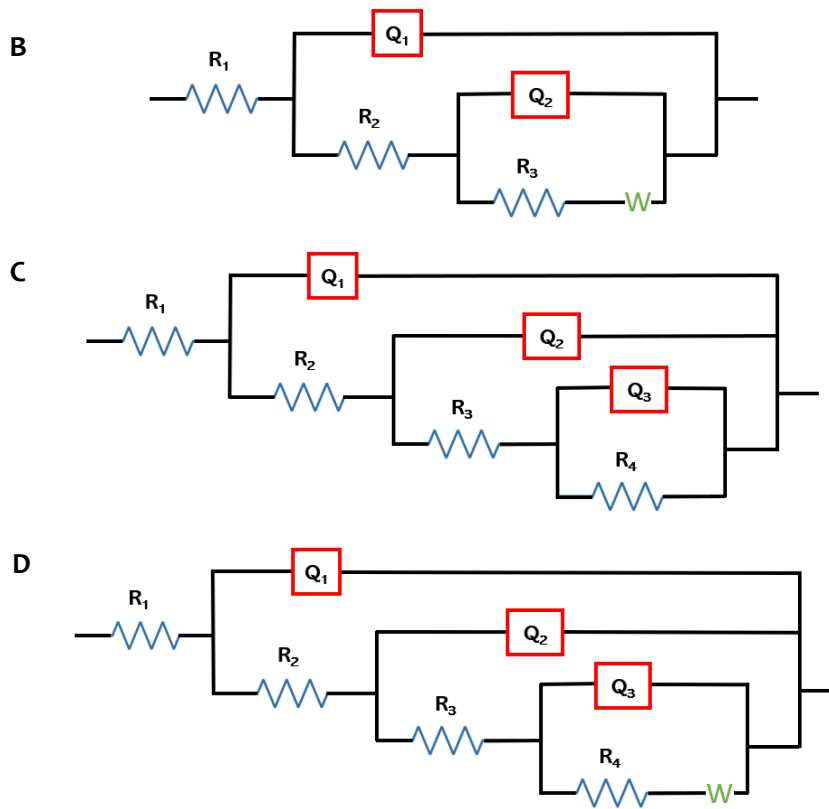 B
Q₁
R₁
Q₂
R₂
R₃
W
C
Q₁
R₁
Q₂
R₂
Q₃
R₃
R₄
D
Q₁
R₁
Q₂
R₂
Q₃
R₃
R₄
W